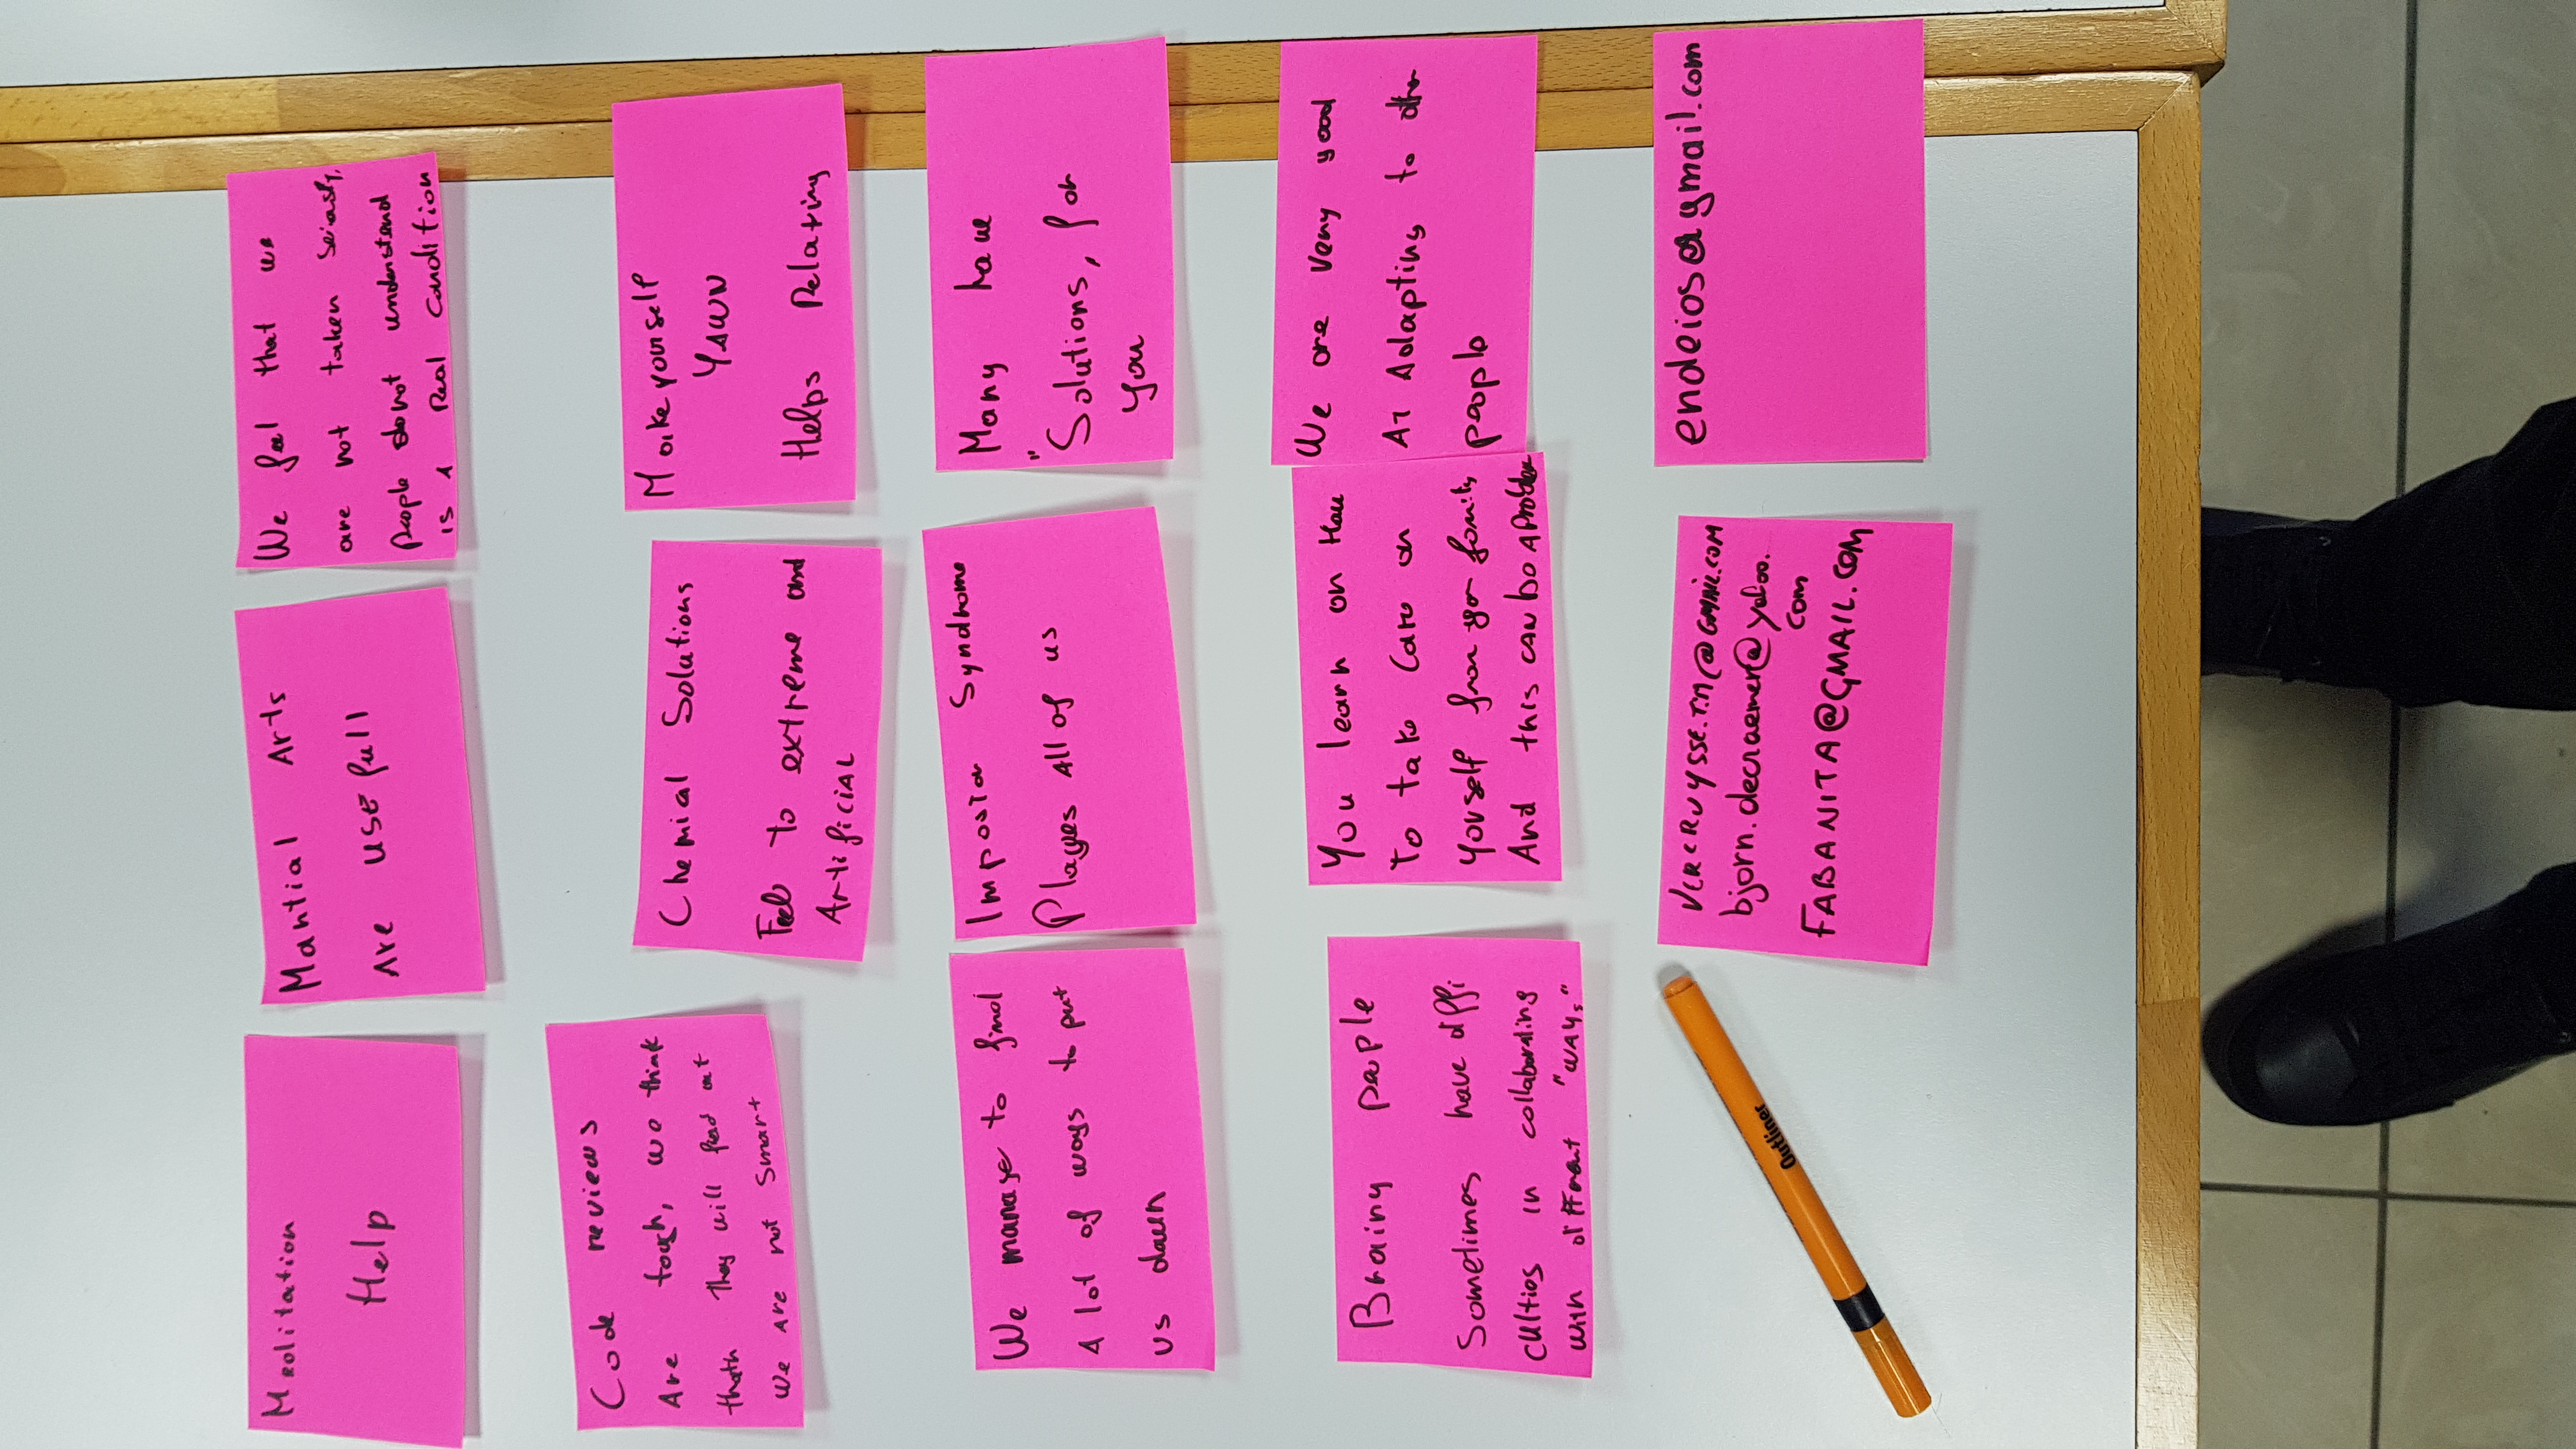 Meditation
Help
Martial Arts
Are USEfull
We feel that we
are not taken
people do not understand
is A Real Condition
Code reviews
Are tough, we think
thath They will find out
we Are not Smart
Chemial Solutions
Feel to extreme and
ArtificiAL
Make yourself
YAWN
Helps Relaxing
We manage to find
A lot of ways to put
us down
Impostor Syndrome
Plagues All of us
Many have
"Solutions, for
you
Brainy people
Sometimes have diffi
culties in collaborating
with different "WAYs"
You learn on How
To take Care on
yourself from your family
And this CAN be A Problem
We are very good
At Adapting to other
people
VERCRUYSSE.T.M@GMAIL.COM
bjorn.decraemer@yahoo.
com
FABANITA@GMAIL.COM
endeios@gmail.com
Outliner